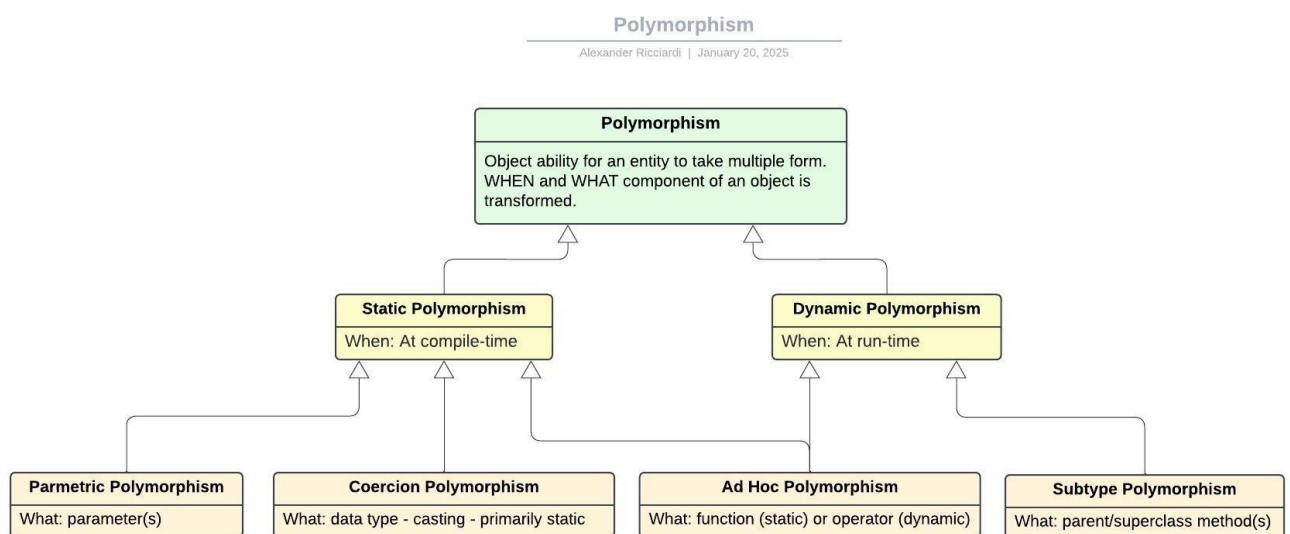 Polymorphism
Alexander Ricciardi | January 20, 2025
Polymorphism
Object ability for an entity to take multiple form.
WHEN and WHAT component of an object is
transformed.
Static Polymorphism
When: At compile-time
Dynamic Polymorphism
When: At run-time
Parmetric Polymorphism
What: parameter(s)
Coercion Polymorphism
What: data type - casting - primarily static
Ad Hoc Polymorphism
What: function (static) or operator (dynamic)
Subtype Polymorphism
What: parent/superclass method(s)